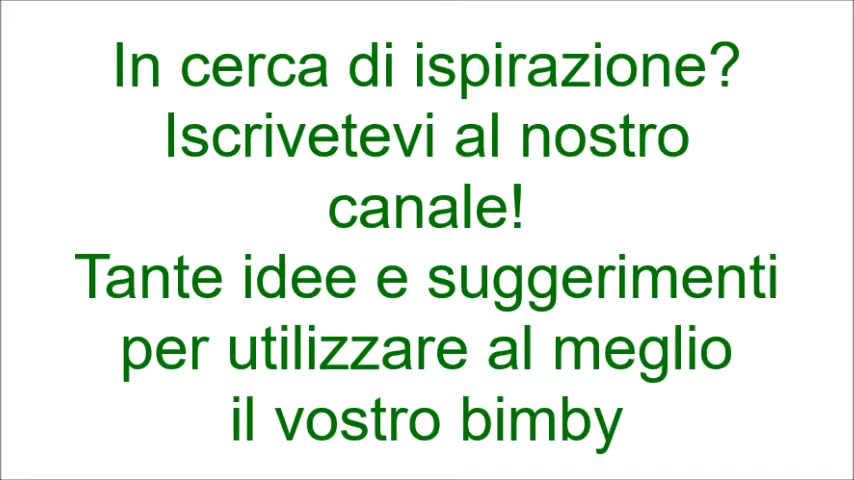 In cerca di ispirazione?
Iscrivetevi al nostro
canale!
Tante idee e suggerimenti
per utilizzare al meglio
il vostro bimby